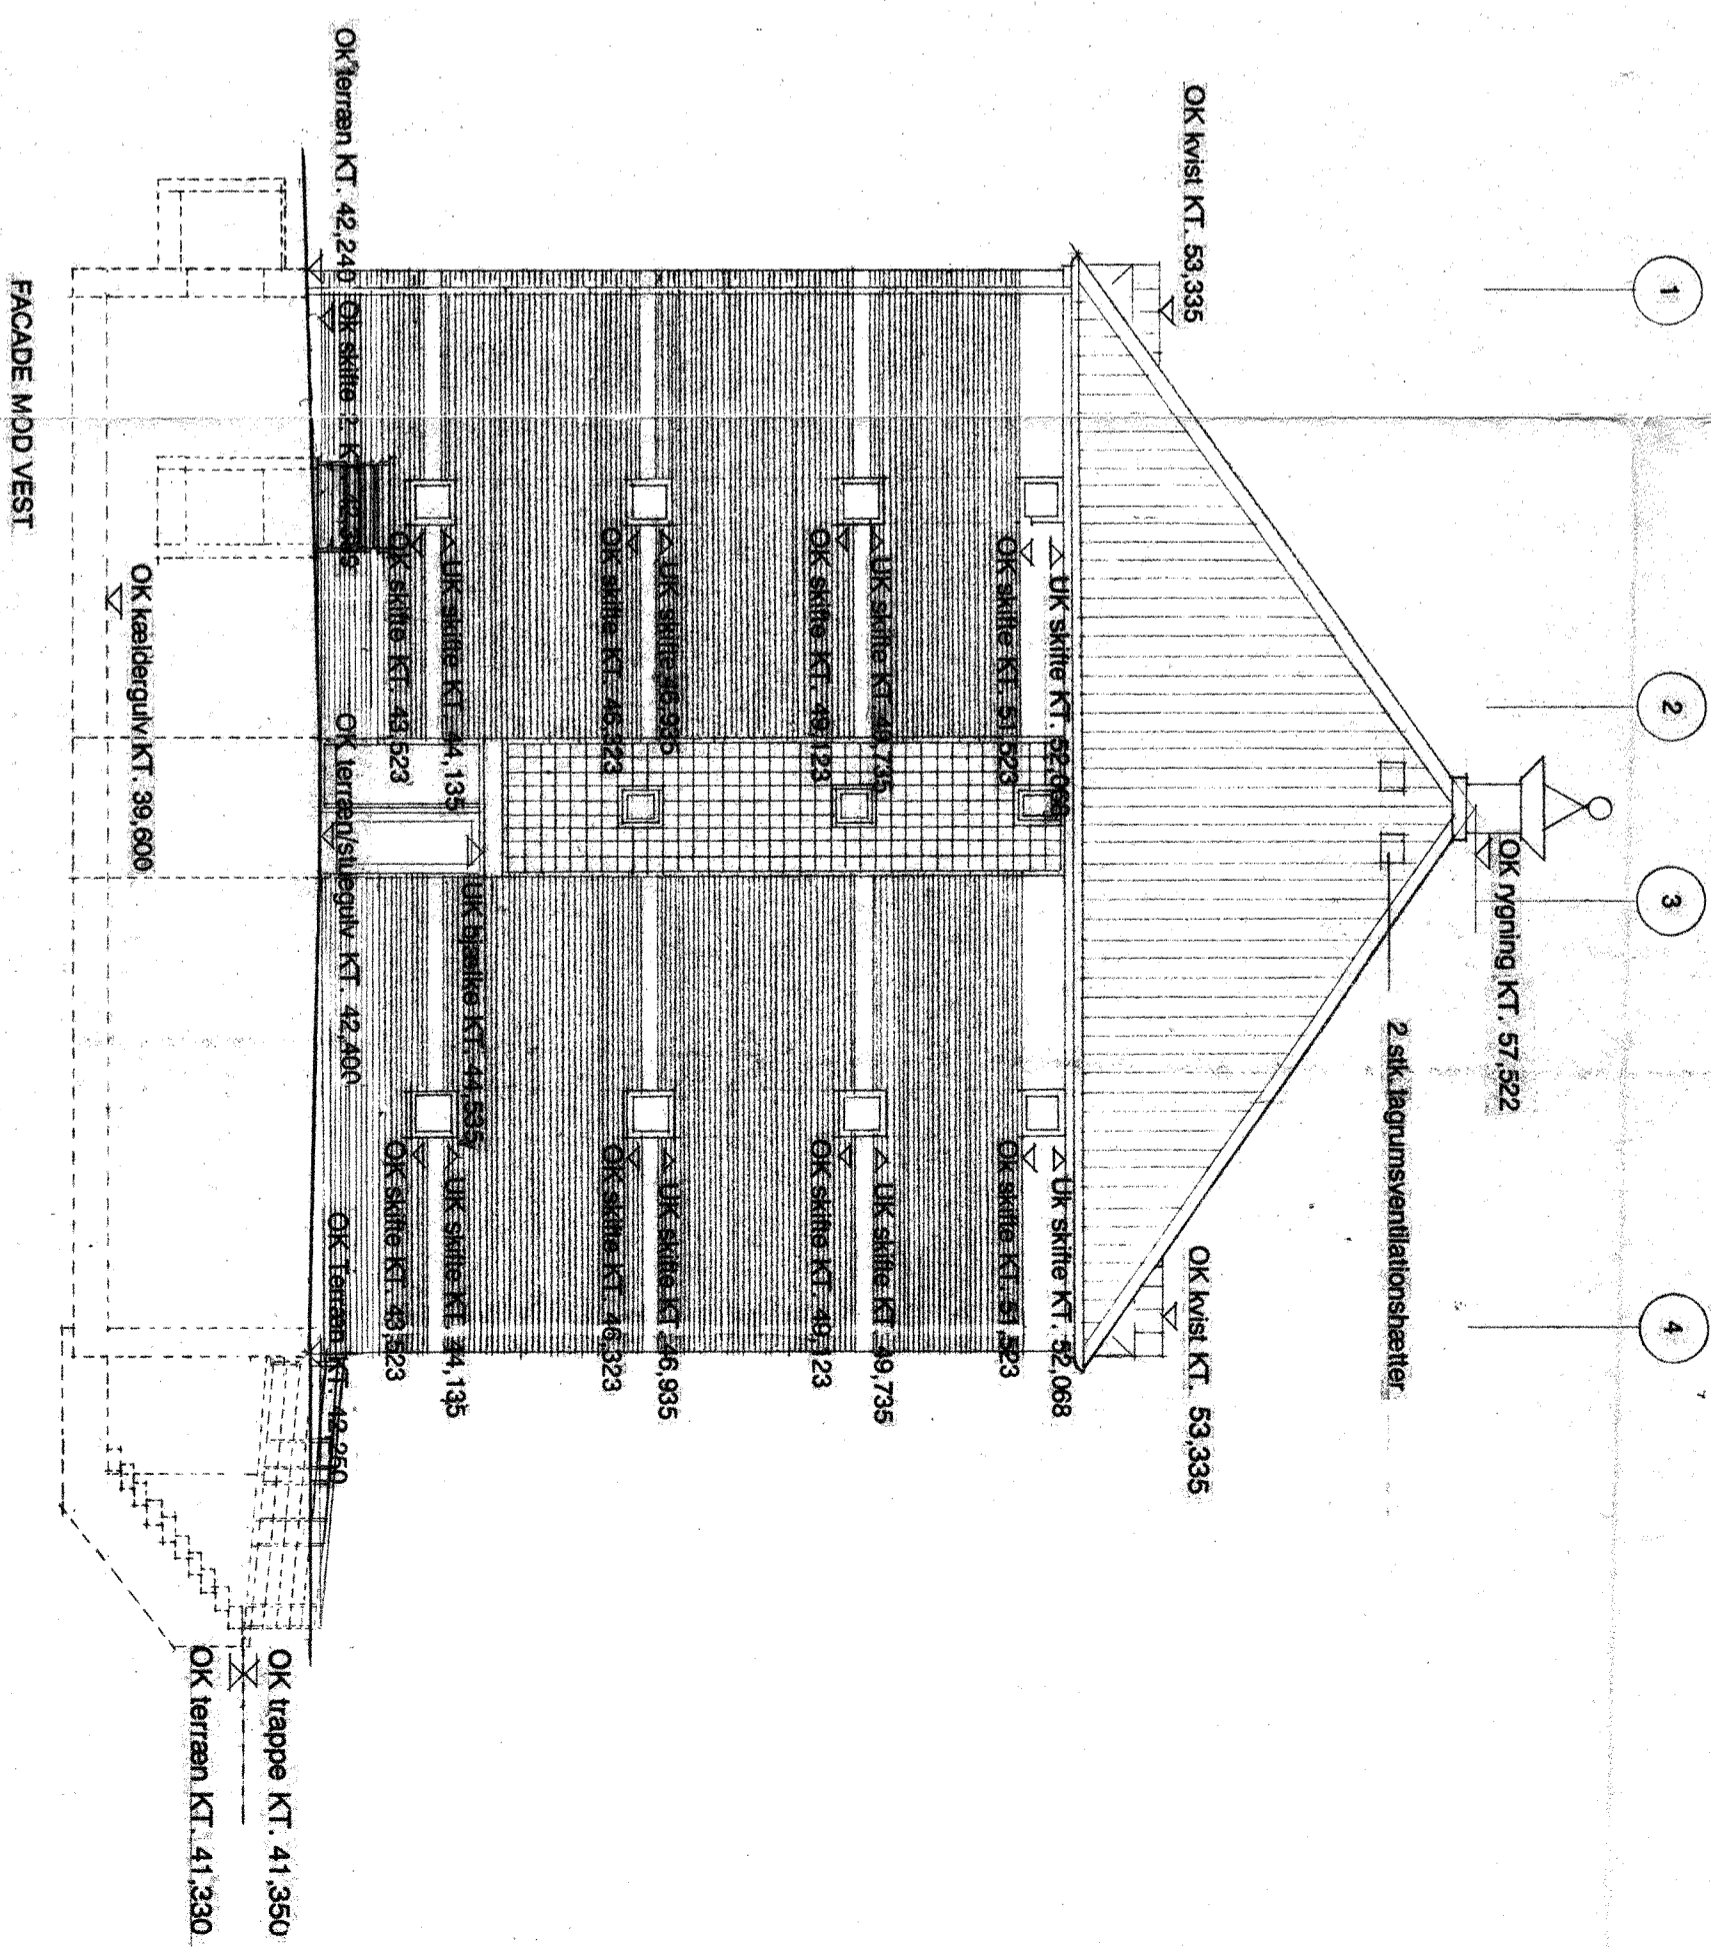 1
2
3
4
OK rygning KT. 57,522
2 stk. tagrumsventilationshætter
OK kvist KT. 53,335
OK kvist KT. 53,335
UK skifte KT. 52,068
UK skifte KT. 52,068
OK skifte KT. 51,523
Ok skifte KT. 51,523
UK skifte KT. 49,735
UK skifte KT. 49,735
OK skifte KT. 49,123
OK skifte KT. 49,123
UK skifte 46,935
UK skifte KT. 46,935
OK skifte KT. 46,323
OK skifte KT. 46,323
UK bjælke KT. 44,535
UK skifte KT. 44,135
UK skifte KT. 44,135
OK skifte KT. 43,523
OK skifte KT. 43,523
OK terræn KT. 42,240
Ok skifte 2. KT.
OK terræn/stuegulv KT. 42,400
OK Terræn KT. 42,250
OK trappe KT. 41,350
OK terræn KT. 41,330
OK kældergulv KT. 39,600
FACADE MOD VEST